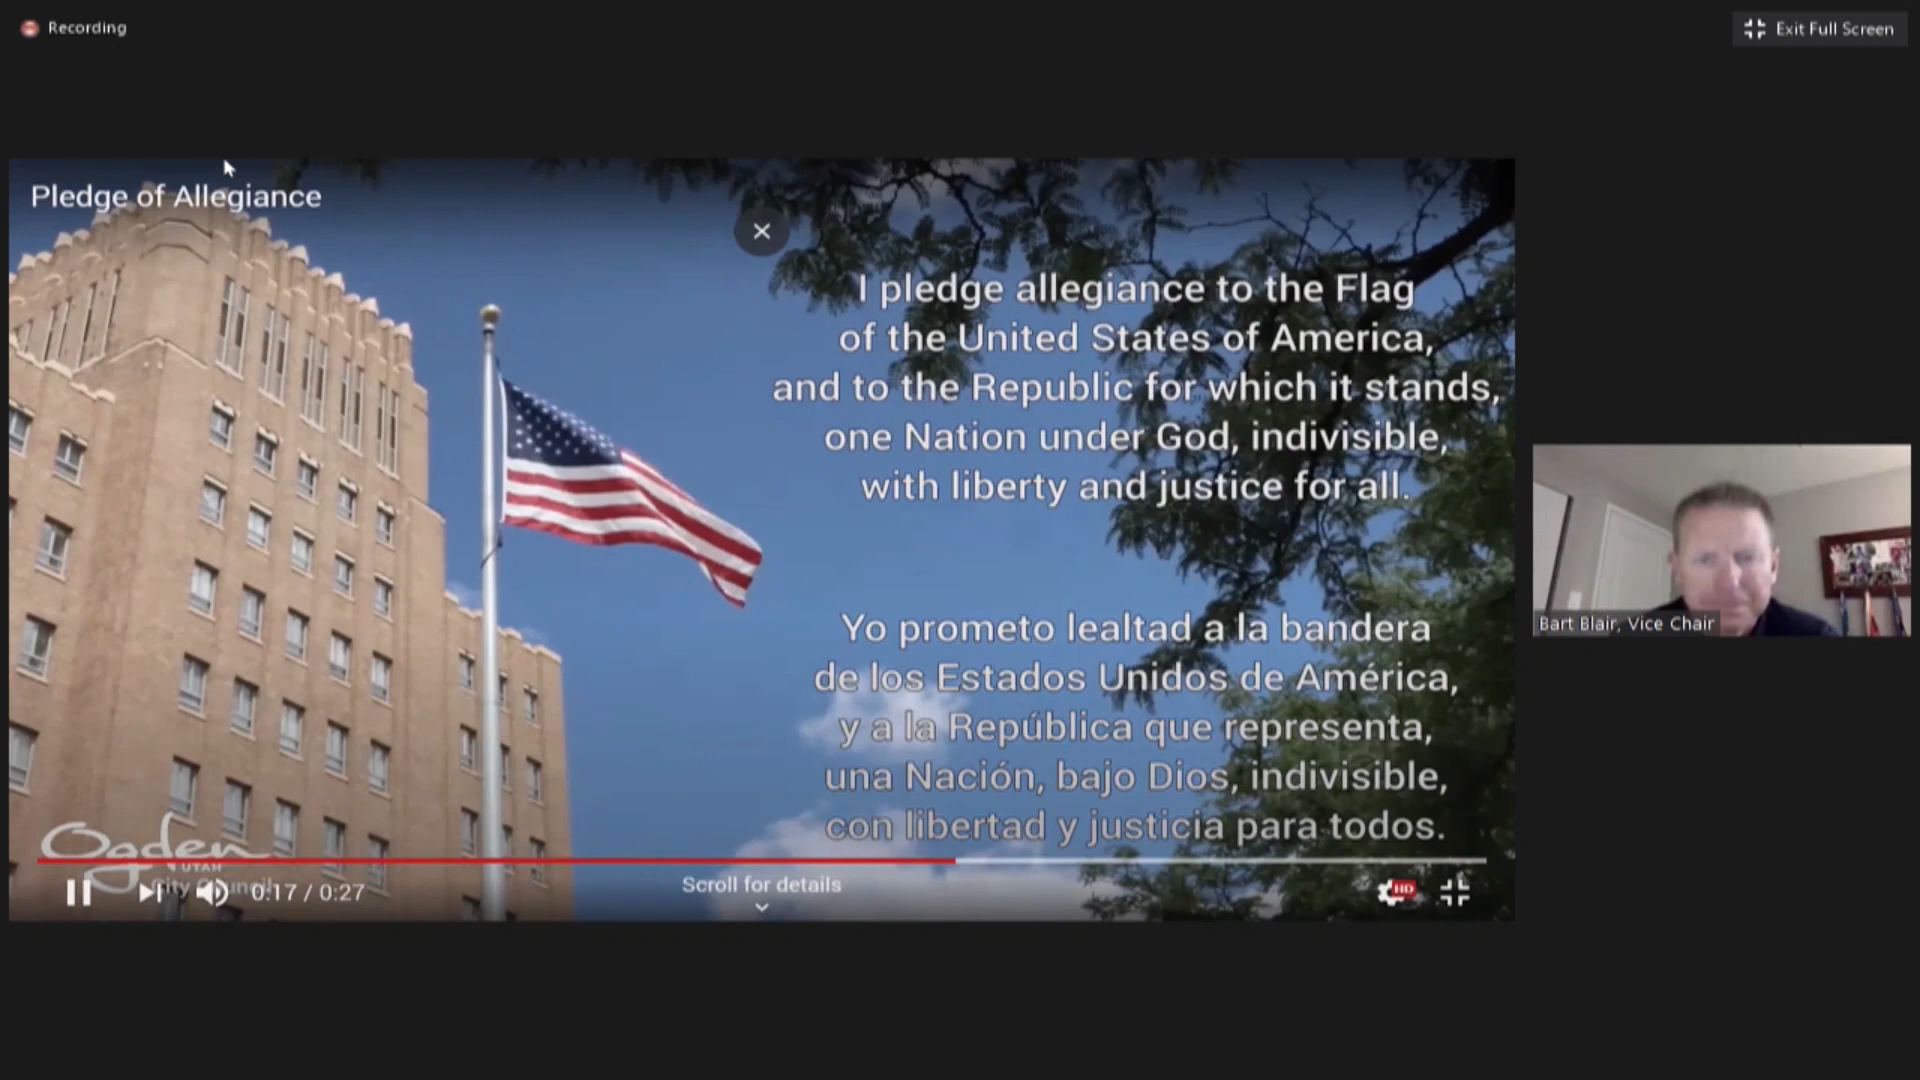 Recording
Exit Full Screen
Pledge of Allegiance
I pledge allegiance to the Flag
of the United States of America,
and to the Republic for which it stands,
one Nation under God, indivisible,
with liberty and justice for all.
Yo prometo lealtad a la bandera
de los Estados Unidos de América,
y a la República que representa,
una Nación, bajo Dios, indivisible,
con libertad y justicia para todos.
Bart Blair, Vice Chair
Ogden
UTAH
City Council
0:17 / 0:27
Scroll for details
HD